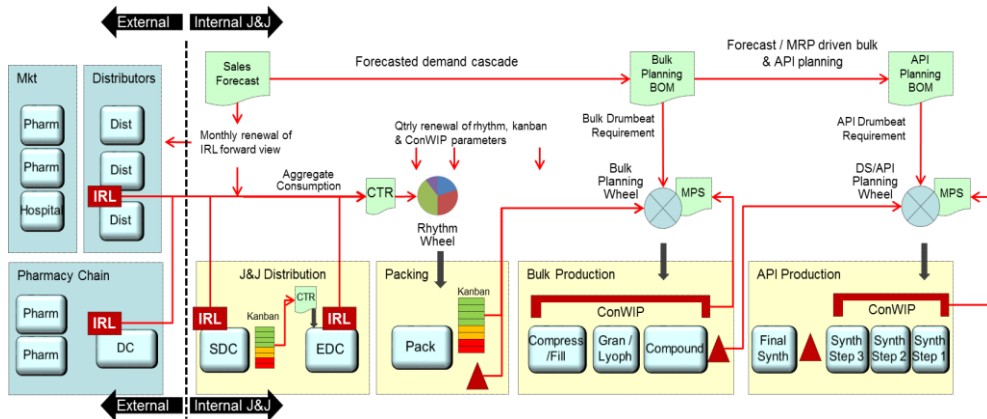 External
Internal J&J
Sales
Forecast
Forecasted demand cascade
Bulk
Planning
BOM
Forecast / MRP driven bulk
& API planning
API
Planning
BOM
Mkt
Pharm
Pharm
Hospital
Distributors
Dist
Dist
IRL
Dist
Monthly renewal of
IRL forward view
Qtrly renewal of rhythm, kanban
& ConWIP parameters
Bulk Drumbeat
Requirement
API Drumbeat
Requirement
Aggregate
Consumption
CTR
Rhythm
Wheel
Bulk
Planning
Wheel
MPS
DS/API
Planning
Wheel
MPS
Pharmacy Chain
Pharm
Pharm
IRL
DC
J&J Distribution
IRL
SDC
Kanban
CTR
IRL
EDC
Packing
Pack
Kanban
Bulk Production
ConWIP
Compress
/Fill
Gran /
Lyoph
Compound
API Production
ConWIP
Final
Synth
Synth
Step 3
Synth
Step 2
Synth
Step 1
External
Internal J&J